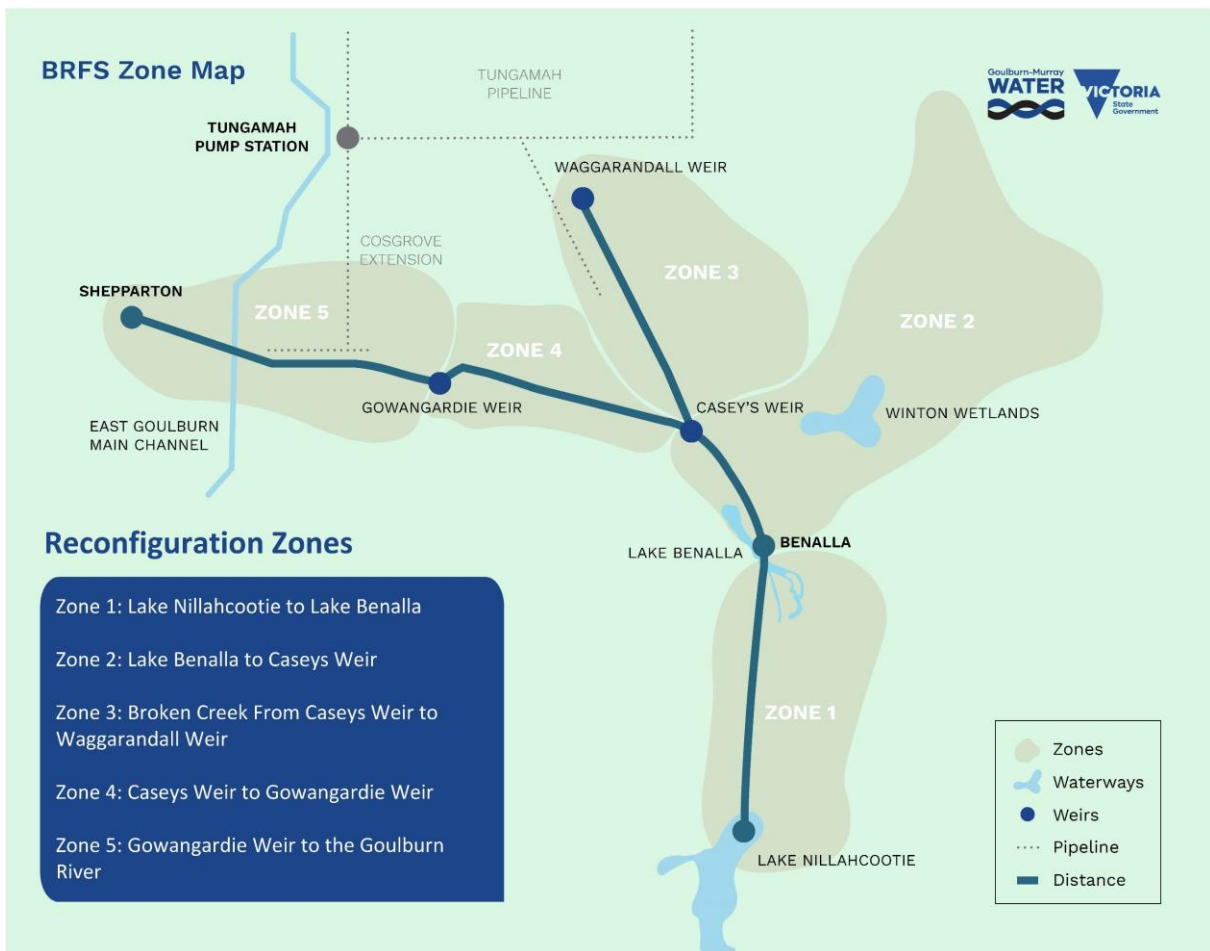 BRFS Zone Map
TUNGAMAH
PIPELINE
Goulburn-Murray
WATER
VICTORIA
State
Government
TUNGAMAH
PUMP STATION
WAGGARANDALL WEIR
COSGROVE
EXTENSION
ZONE 3
SHEPPARTON
ZONE 5
ZONE 2
ZONE 4
GOWANGARDIE WEIR
CASEY'S WEIR
WINTON WETLANDS
EAST GOULBURN
MAIN CHANNEL
BENALLA
LAKE BENALLA
ZONE 1
LAKE NILLAHCOOTIE
Reconfiguration Zones
Zone 1: Lake Nillahcootie to Lake Benalla
Zone 2: Lake Benalla to Caseys Weir
Zone 3: Broken Creek From Caseys Weir to
Waggarandall Weir
Zone 4: Caseys Weir to Gowangardie Weir
Zone 5: Gowangardie Weir to the Goulburn
River
Zones
Waterways
Weirs
Pipeline
Distance